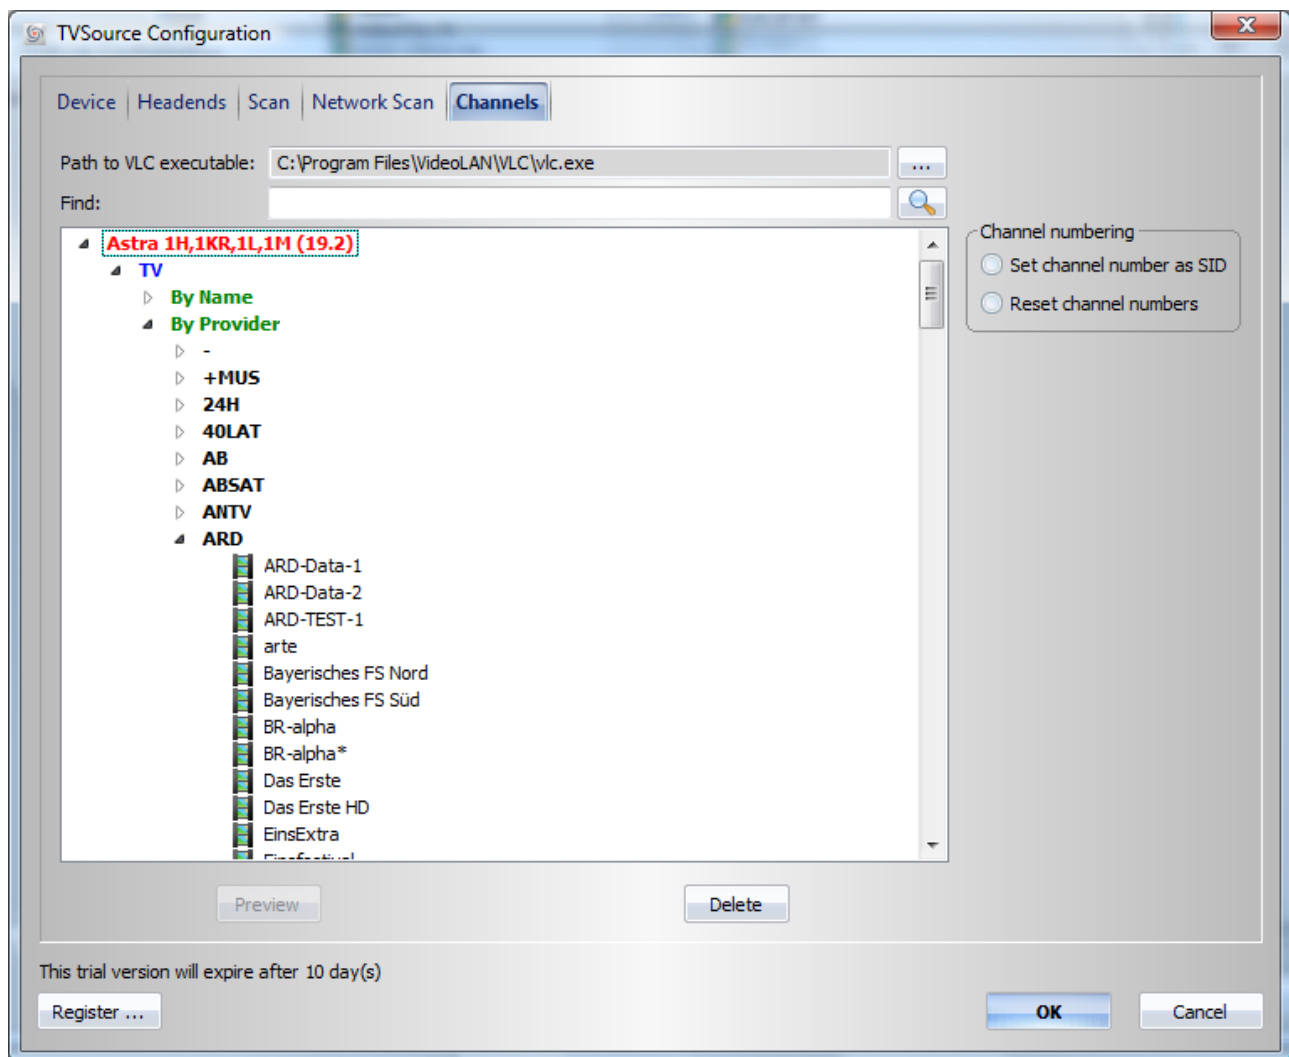 TVSource Configuration
Device Headends Scan Network Scan Channels
Path to VLC executable: C:\Program Files\VideoLAN\VLC\vlc.exe ...
Find:
Astra 1H,1KR,1L,1M (19.2)
TV
By Name
By Provider
-
+MUS
24H
40LAT
AB
ABSAT
ANTV
ARD
ARD-Data-1
ARD-Data-2
ARD-TEST-1
arte
Bayerisches FS Nord
Bayerisches FS Süd
BR-alpha
BR-alpha*
Das Erste
Das Erste HD
EinsExtra
Channel numbering
Set channel number as SID
Reset channel numbers
Preview Delete
This trial version will expire after 10 day(s)
Register ... OK Cancel